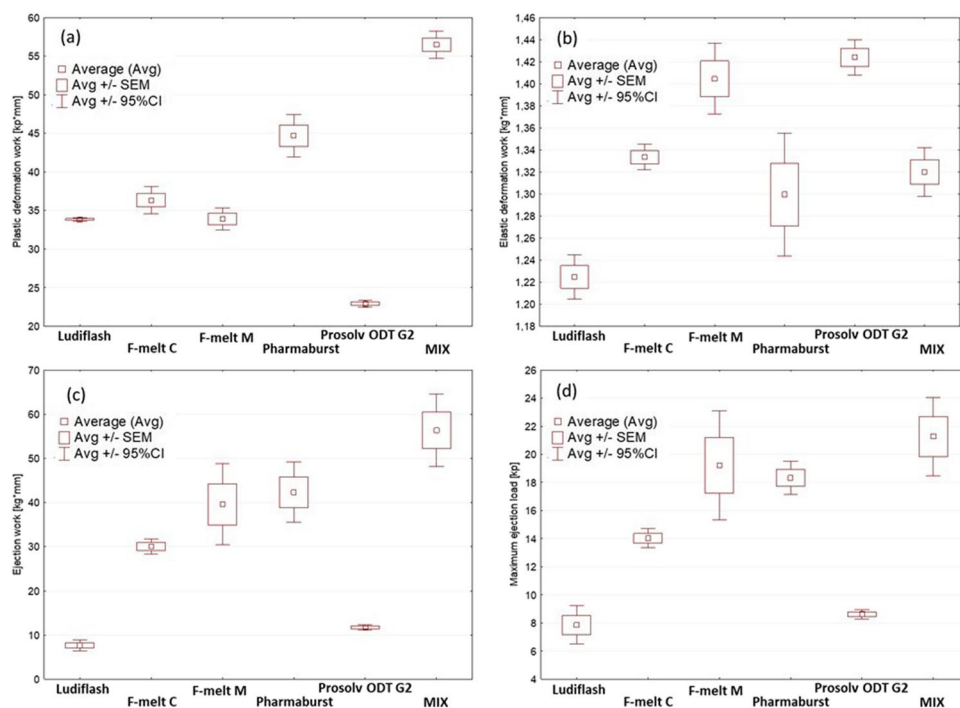 (a)
Average (Avg)
Avg +/- SEM
Avg +/- 95%CI
Plastic deformation work [kp*mm]
60
55
50
45
40
35
30
25
20
Ludiflash
F-melt C
F-melt M
Pharmaburst
Prosolv ODT G2
MIX
(b)
Average (Avg)
Avg +/- SEM
Avg +/- 95%CI
Elastic deformation work [kg*mm]
1,46
1,44
1,42
1,40
1,38
1,36
1,34
1,32
1,30
1,28
1,26
1,24
1,22
1,20
1,18
Ludiflash
F-melt C
F-melt M
Pharmaburst
Prosolv ODT G2
MIX
(c)
Average (Avg)
Avg +/- SEM
Avg +/- 95%CI
Ejection work [kg*mm]
70
60
50
40
30
20
10
0
Ludiflash
F-melt C
F-melt M
Pharmaburst
Prosolv ODT G2
MIX
(d)
Average (Avg)
Avg +/- SEM
Avg +/- 95%CI
Maximum ejection load [kp]
26
24
22
20
18
16
14
12
10
8
6
4
Ludiflash
F-melt C
F-melt M
Pharmaburst
Prosolv ODT G2
MIX